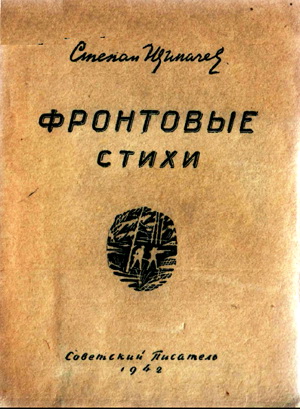 Степан Щипачев
ФРОНТОВЫЕ
СТИХИ
Советский Писатель
1942